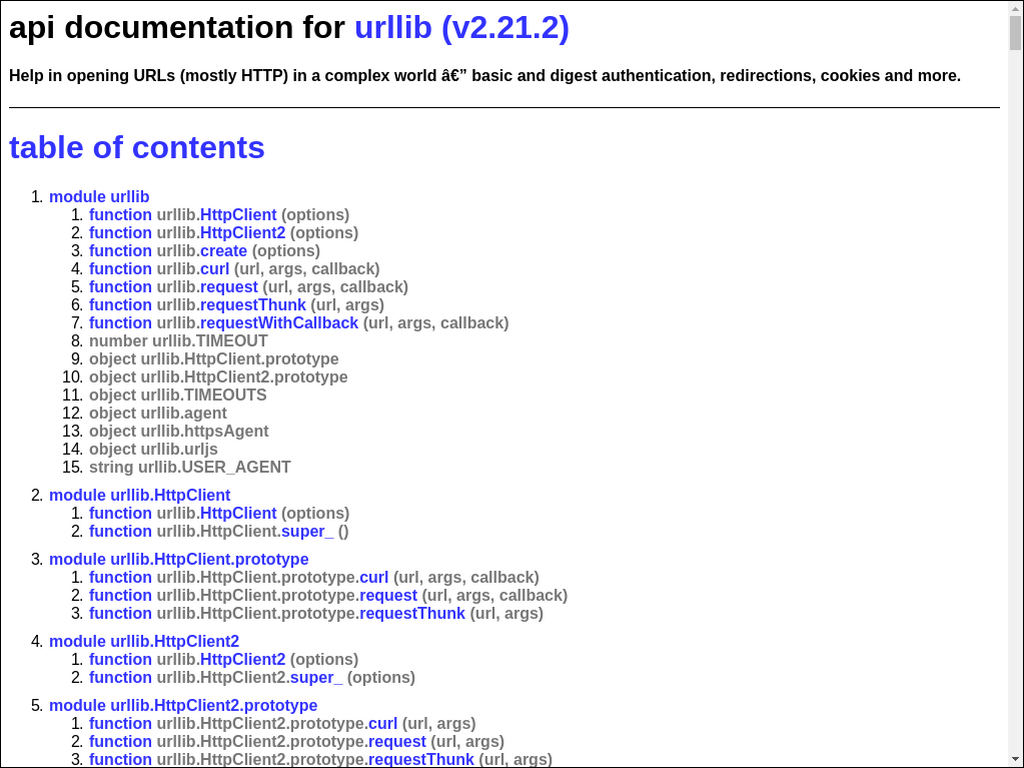 api documentation for urllib (v2.21.2)
Help in opening URLs (mostly HTTP) in a complex world â€” basic and digest authentication, redirections, cookies and more.
table of contents
1. module urllib
1. function urllib.HttpClient (options)
2. function urllib.HttpClient2 (options)
3. function urllib.create (options)
4. function urllib.curl (url, args, callback)
5. function urllib.request (url, args, callback)
6. function urllib.requestThunk (url, args)
7. function urllib.requestWithCallback (url, args, callback)
8. number urllib.TIMEOUT
9. object urllib.HttpClient.prototype
10. object urllib.HttpClient2.prototype
11. object urllib.TIMEOUTS
12. object urllib.agent
13. object urllib.httpsAgent
14. object urllib.urljs
15. string urllib.USER_AGENT
2. module urllib.HttpClient
1. function urllib.HttpClient (options)
2. function urllib.HttpClient.super_ ()
3. module urllib.HttpClient.prototype
1. function urllib.HttpClient.prototype.curl (url, args, callback)
2. function urllib.HttpClient.prototype.request (url, args, callback)
3. function urllib.HttpClient.prototype.requestThunk (url, args)
4. module urllib.HttpClient2
1. function urllib.HttpClient2 (options)
2. function urllib.HttpClient2.super_ (options)
5. module urllib.HttpClient2.prototype
1. function urllib.HttpClient2.prototype.curl (url, args)
2. function urllib.HttpClient2.prototype.request (url, args)
3. function urllib.HttpClient2.prototype.requestThunk (url, args)